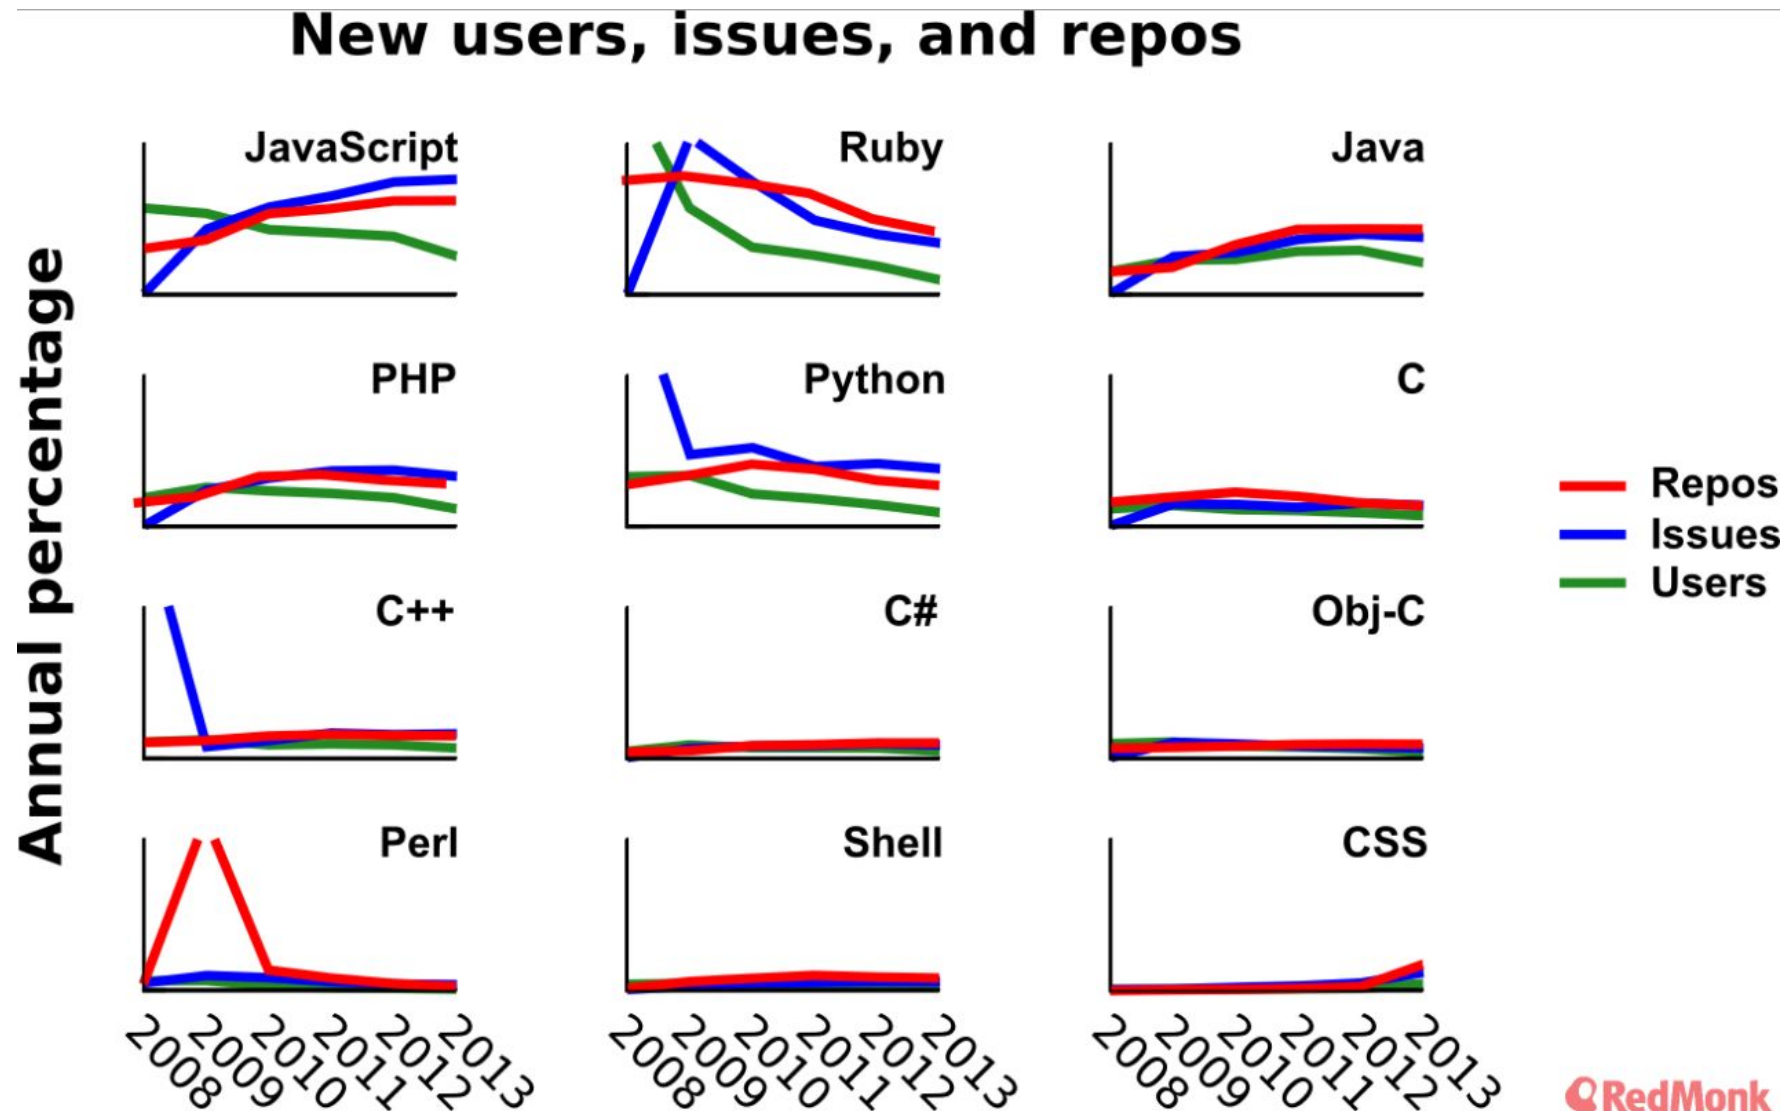 New users, issues, and repos
Annual percentage
JavaScript
Ruby
Java
PHP
Python
C
C++
C#
Obj-C
Perl
Shell
CSS
Repos
Issues
Users
2008 2009 2010 2011 2012 2013
2008 2009 2010 2011 2012 2013
2008 2009 2010 2011 2012 2013
RedMonk